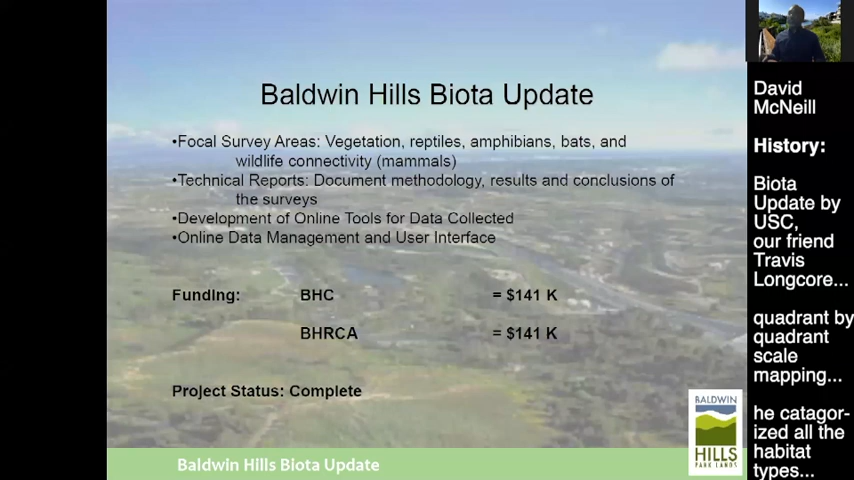 Baldwin Hills Biota Update
•Focal Survey Areas: Vegetation, reptiles, amphibians, bats, and
wildlife connectivity (mammals)
•Technical Reports: Document methodology, results and conclusions of
the surveys
•Development of Online Tools for Data Collected
•Online Data Management and User Interface
Funding: BHC = $141 K
BHRCA = $141 K
Project Status: Complete
Baldwin Hills Biota Update
BALDWIN
HILLS
PARK LANDS
David
McNeill
History:
Biota
Update by
USC,
our friend
Travis
Longcore...
quadrant by
quadrant
scale
mapping...
he catagor-
ized all the
habitat
types...